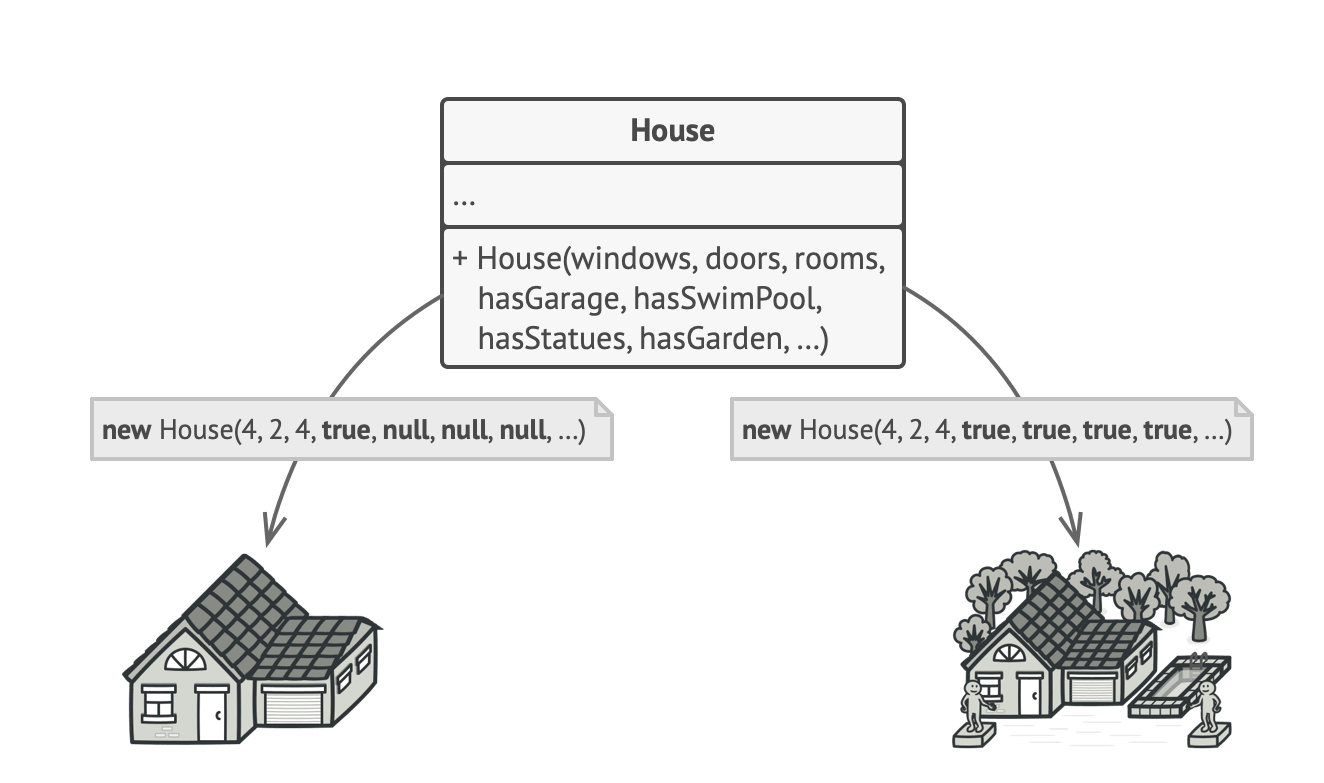 House
...
+ House(windows, doors, rooms,
hasGarage, hasSwimPool,
hasStatues, hasGarden, ...)
new House(4, 2, 4, true, null, null, null, ...)
new House(4, 2, 4, true, true, true, true, ...)